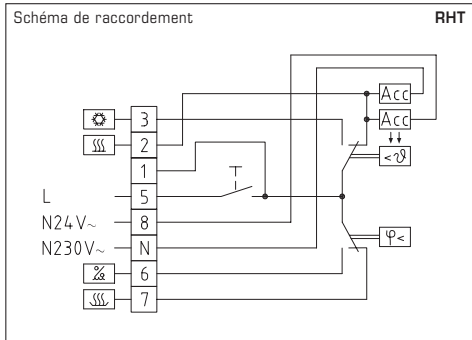 Schéma de raccordement RHT
Acc
3 Acc
2
<ϑ
1
L 5
N24V~ 8
N230V~ N
φ<
% 6
7